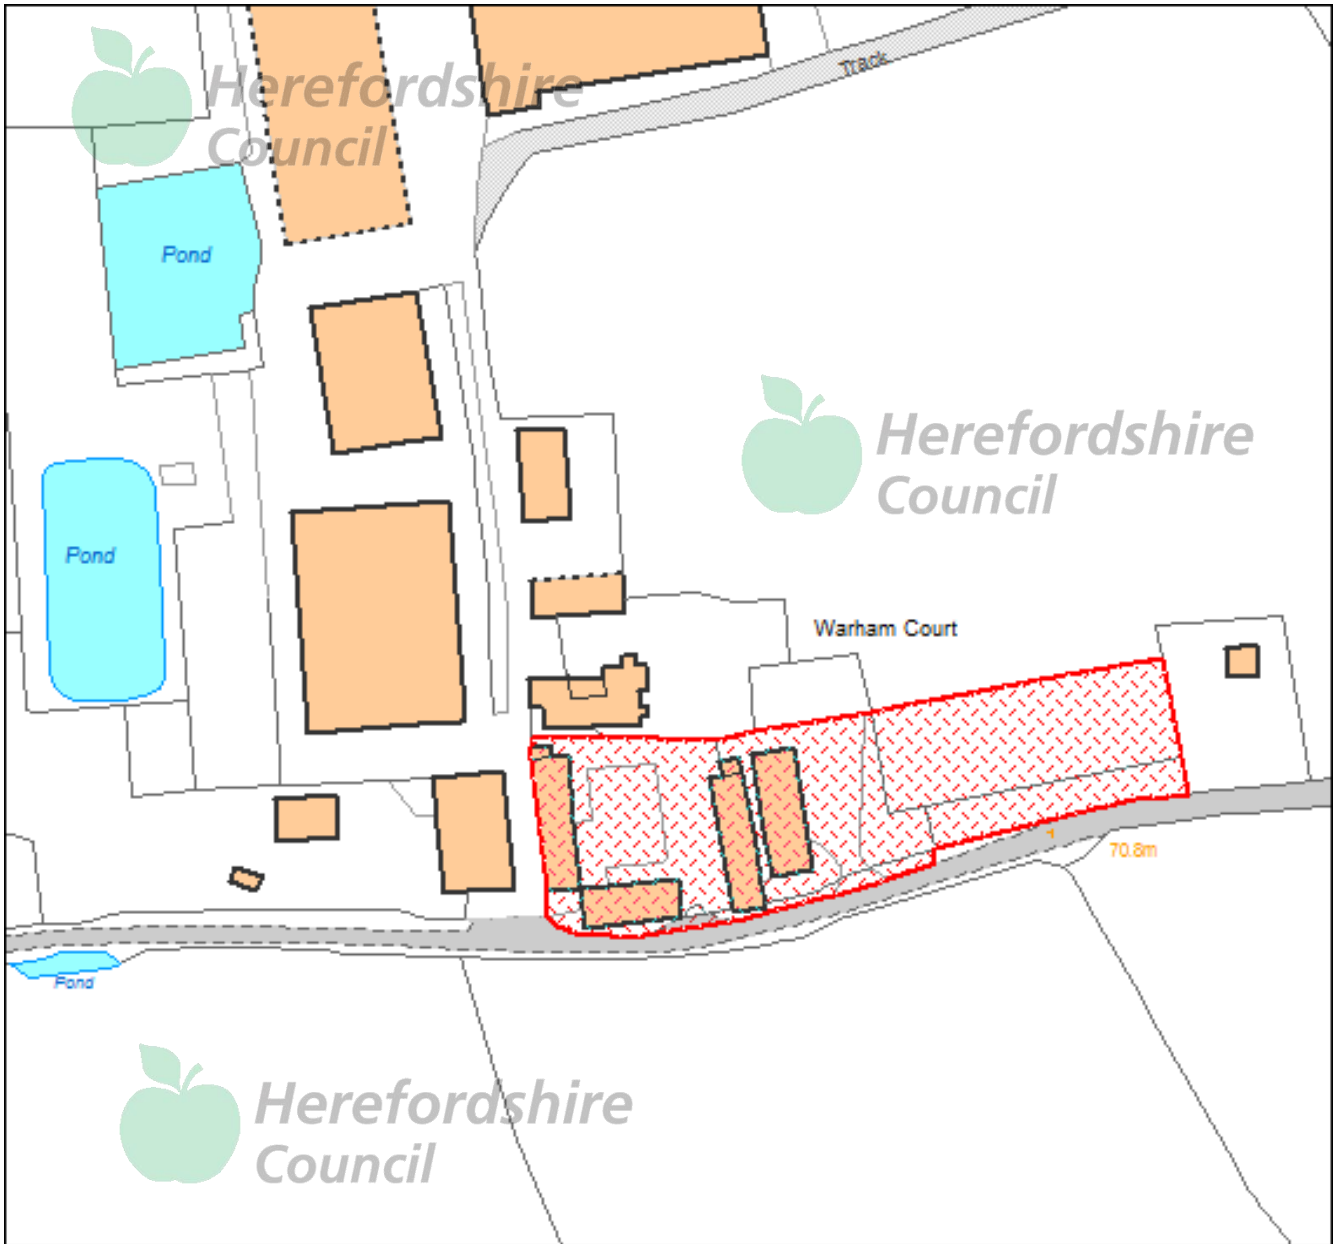 Herefordshire
Council
Track
Pond
Herefordshire
Council
Pond
Warham Court
70.8m
Pond
Herefordshire
Council